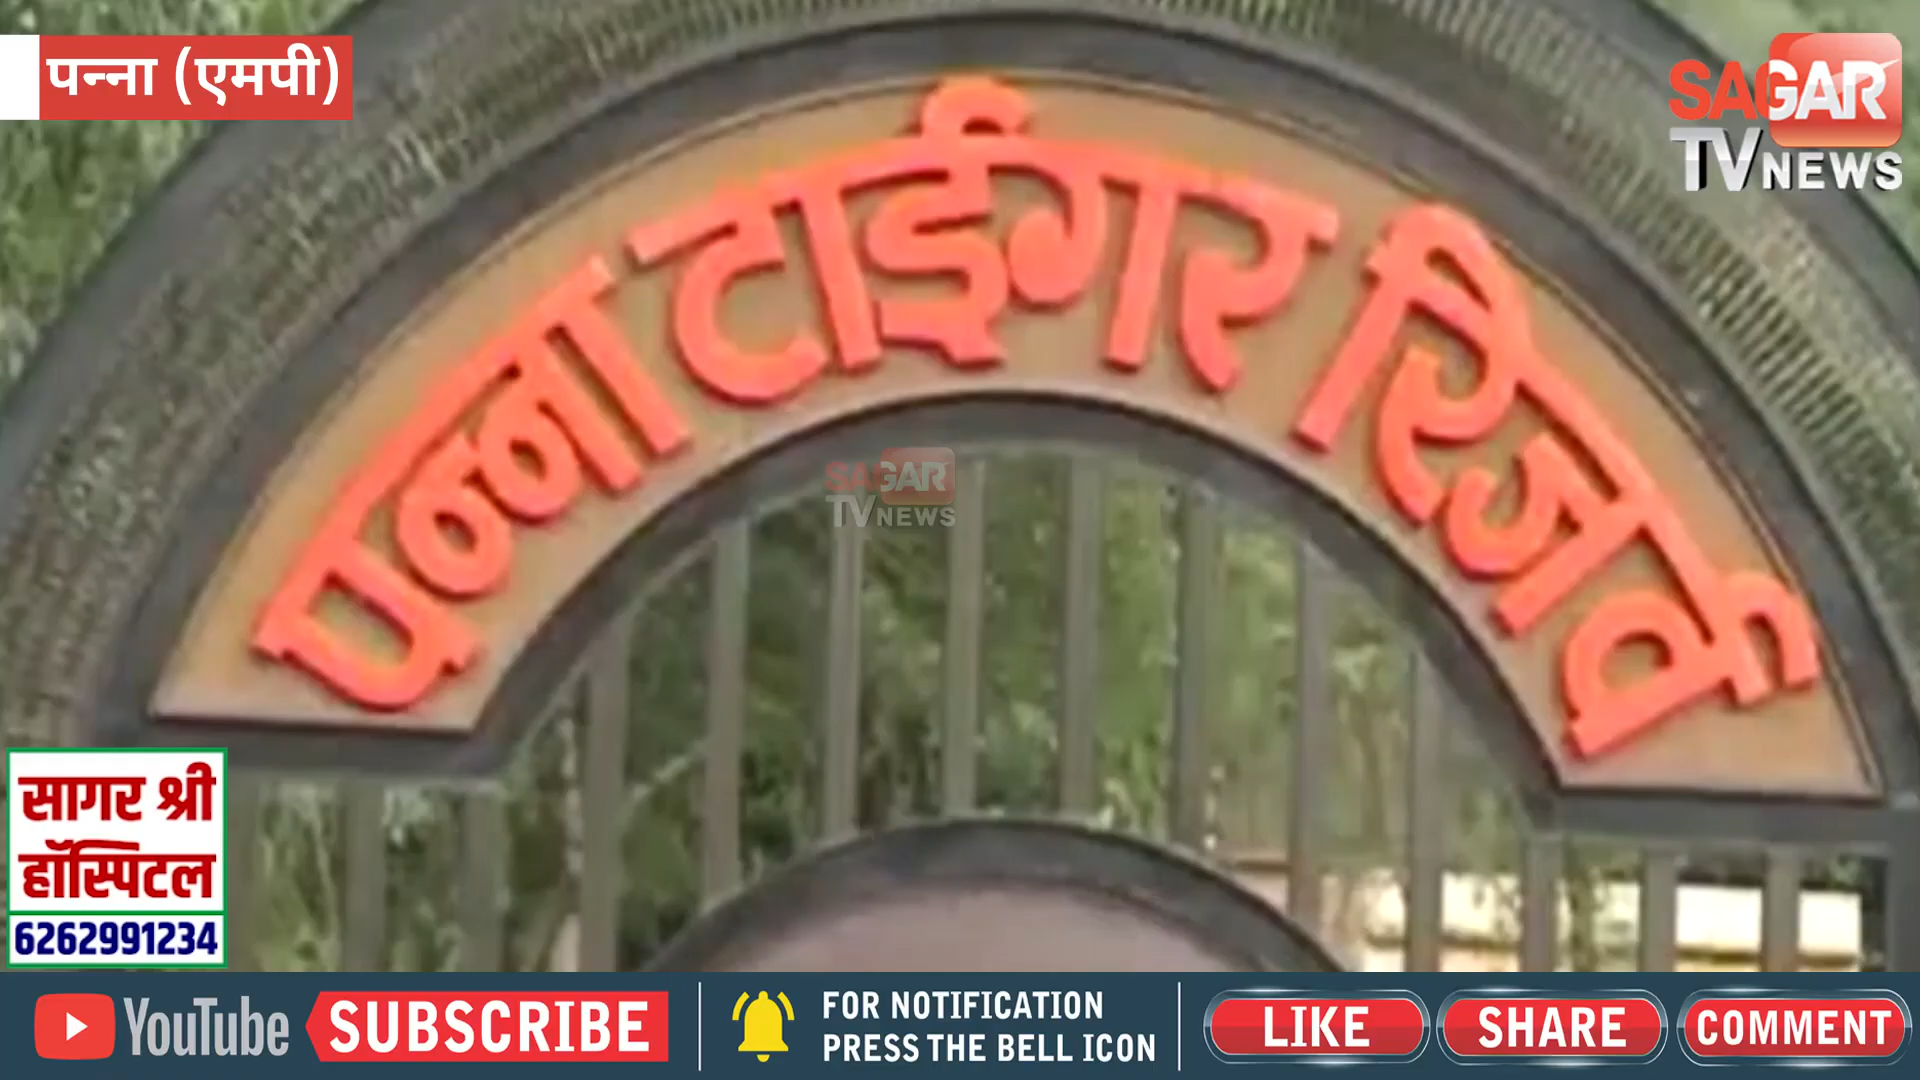 पन्ना (एमपी)
SAGAR
TV NEWS
पन्ना टाईगर रिजर्व
SAGAR
TV NEWS
सागर श्री
हॉस्पिटल
6262991234
YouTube SUBSCRIBE
FOR NOTIFICATION
PRESS THE BELL ICON
LIKE SHARE COMMENT